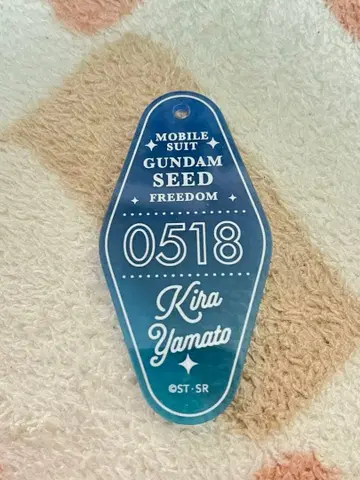 MOBILE
SUIT
GUNDAM
SEED
FREEDOM
0518
Kira
Yamato
©ST·SR